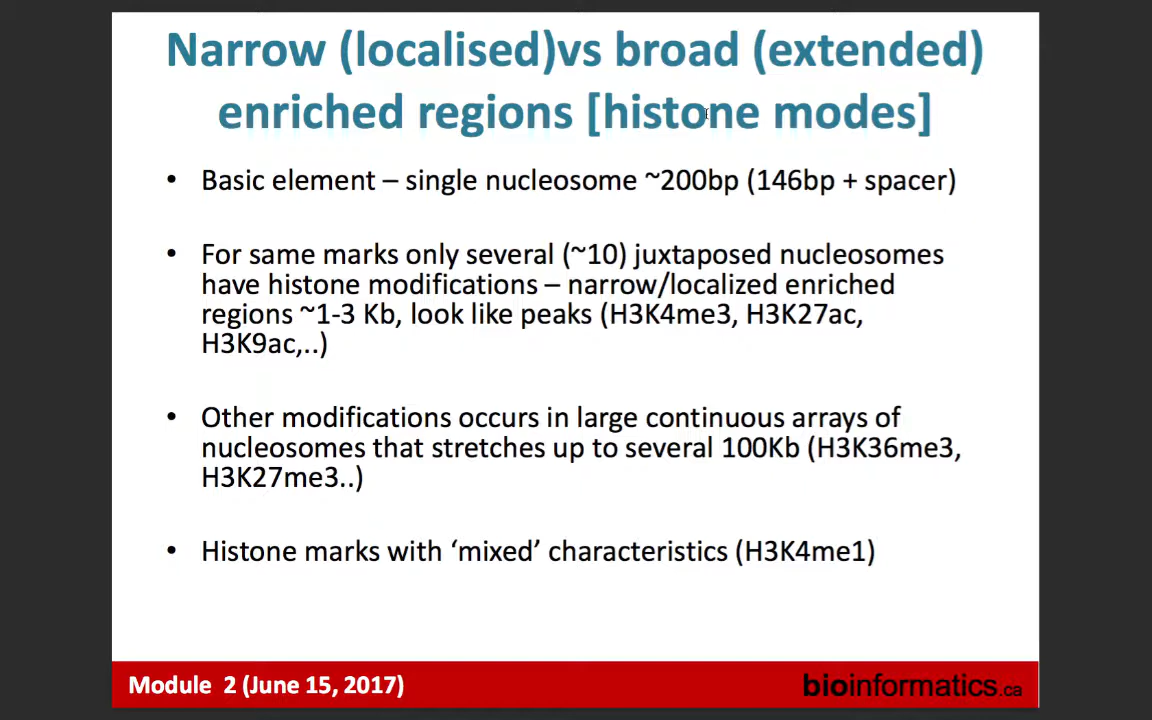 Narrow (localised)vs broad (extended)
enriched regions [histone modes]
• Basic element – single nucleosome ~200bp (146bp + spacer)
• For same marks only several (~10) juxtaposed nucleosomes
have histone modifications – narrow/localized enriched
regions ~1-3 Kb, look like peaks (H3K4me3, H3K27ac,
H3K9ac,..)
• Other modifications occurs in large continuous arrays of
nucleosomes that stretches up to several 100Kb (H3K36me3,
H3K27me3..)
• Histone marks with ‘mixed’ characteristics (H3K4me1)
Module 2 (June 15, 2017)
bioinformatics.ca